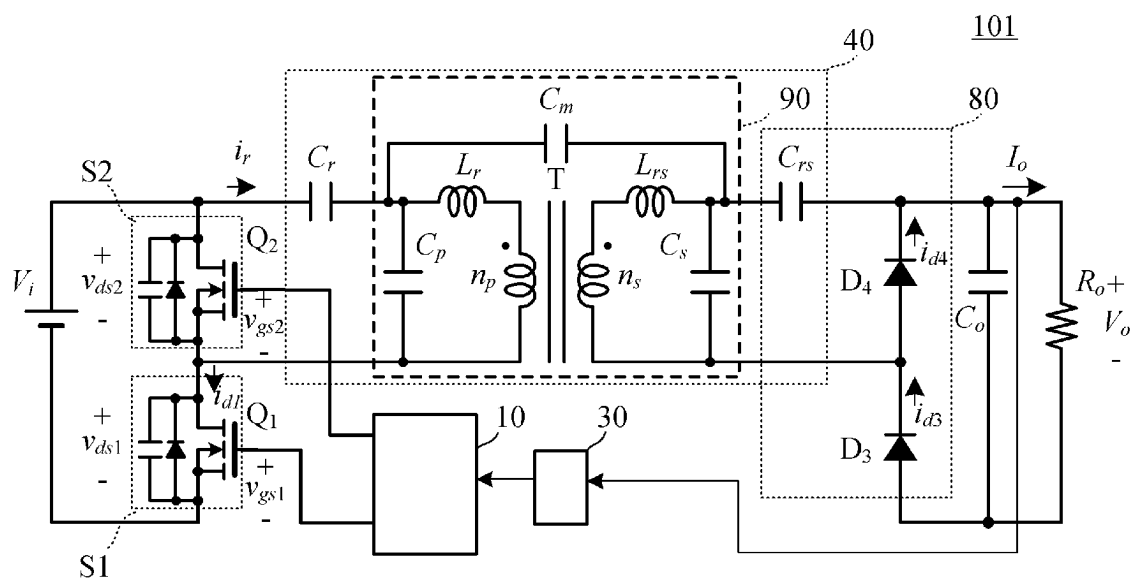 101
40
90
80
C_m
S2
i_r
C_r
L_r
T
L_rs
C_rs
I_o
Q_2
+
v_ds2
-
V_i
+
v_gs2
-
C_p
n_p
n_s
C_s
i_d4
D_4
C_o
R_o
+
V_o
-
i_d1
Q_1
+
v_ds1
-
+
v_gs1
-
10
30
i_d3
D_3
S1